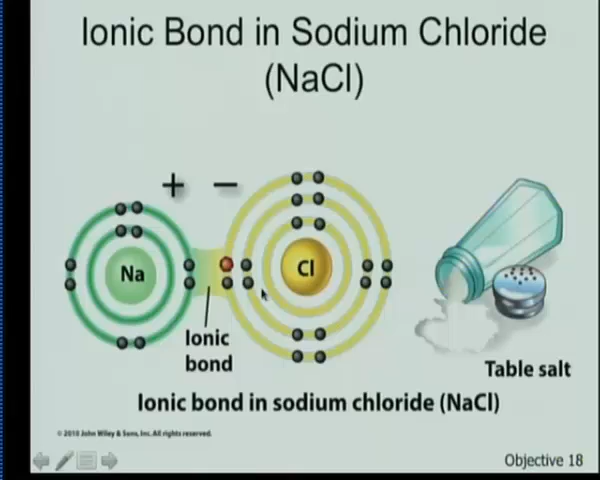 Ionic Bond in Sodium Chloride
(NaCl)
+ −
Na
Cl
Ionic
bond
Table salt
Ionic bond in sodium chloride (NaCl)
© 2010 John Wiley & Sons, Inc. All rights reserved.
Objective 18